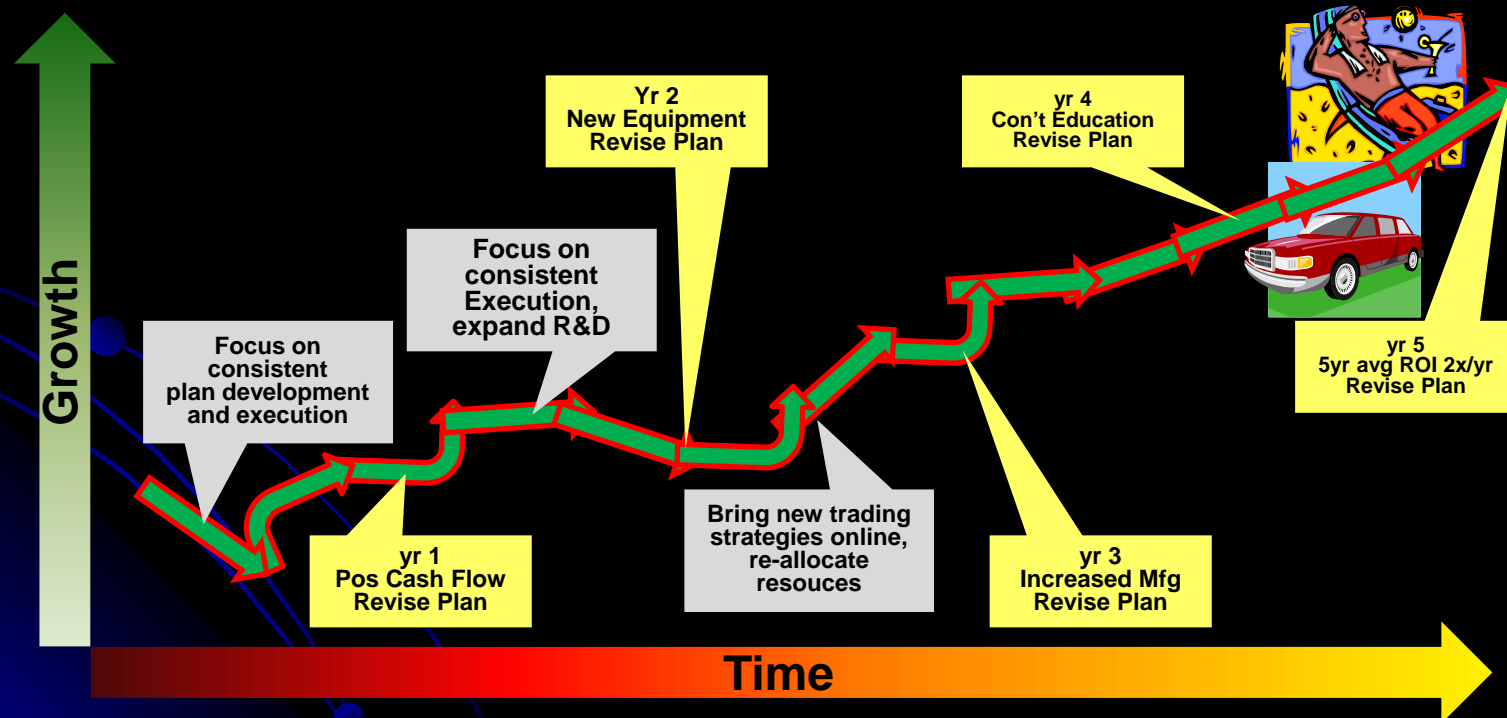 Growth
Focus on
consistent
plan development
and execution
yr 1
Pos Cash Flow
Revise Plan
Focus on
consistent
Execution,
expand R&D
Yr 2
New Equipment
Revise Plan
Bring new trading
strategies online,
re-allocate
resouces
yr 3
Increased Mfg
Revise Plan
yr 4
Con't Education
Revise Plan
yr 5
5yr avg ROI 2x/yr
Revise Plan
Time